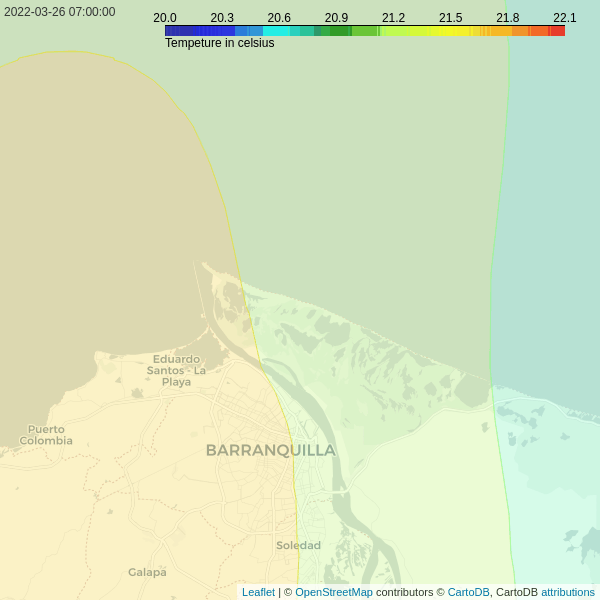 2022-03-26 07:00:00
20.0 20.3 20.6 20.9 21.2 21.5 21.8 22.1
Tempeture in celsius
Eduardo
Santos - La
Playa
Puerto
Colombia
BARRANQUILLA
Soledad
Galapa
Leaflet | © OpenStreetMap contributors © CartoDB, CartoDB attributions